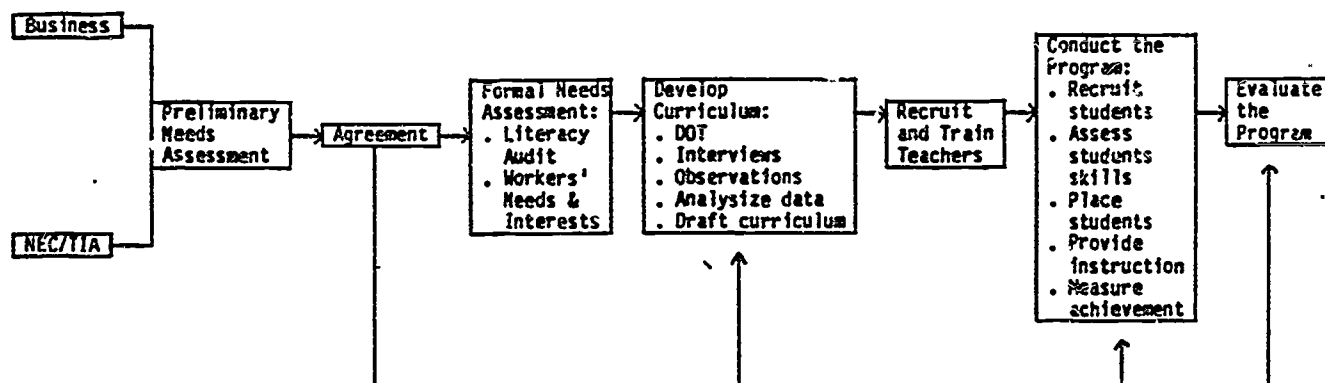 Business
NEC/TIA
Preliminary
Needs
Assessment
Agreement
Formal Needs
Assessment:
. Literacy
Audit
. Workers'
Needs &
Interests
Develop
Curriculum:
. DOT
. Interviews
. Observations
. Analysize data
. Draft curriculum
Recruit
and Train
Teachers
Conduct the
Program:
. Recruit
students
. Assess
students
skills
. Place
students
. Provide
instruction
. Measure
achievement
Evaluate
the
Program